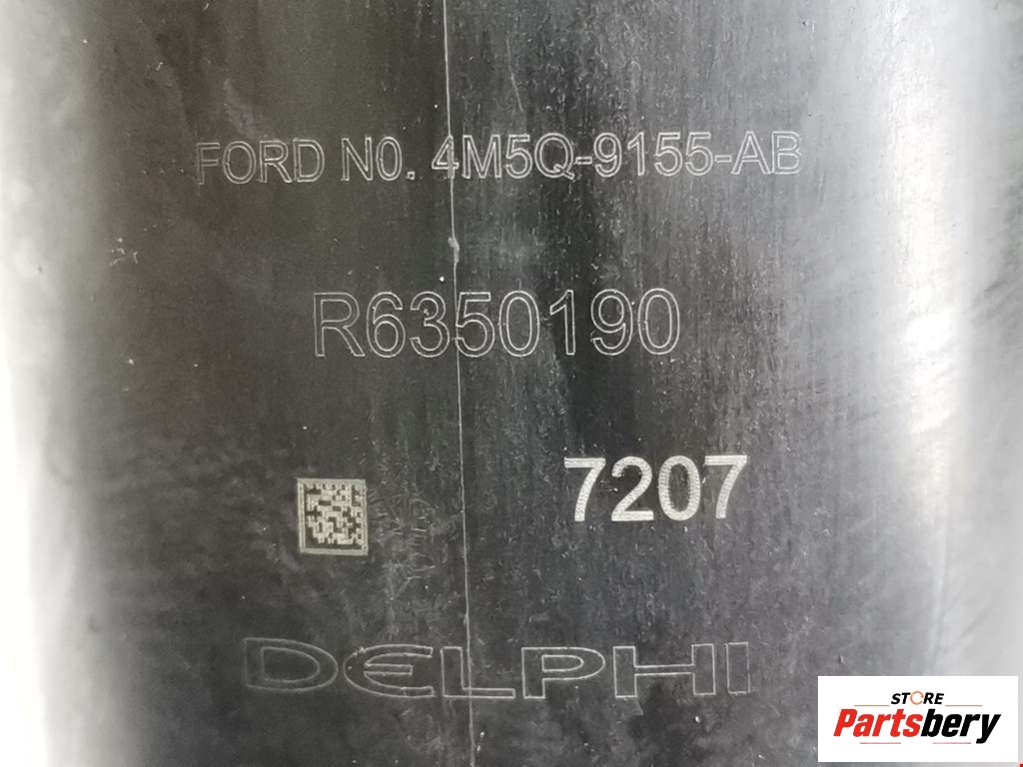 FORD N0. 4M5Q-9155-AB
R6350190
7207
DELPHI
STORE
Partsbery